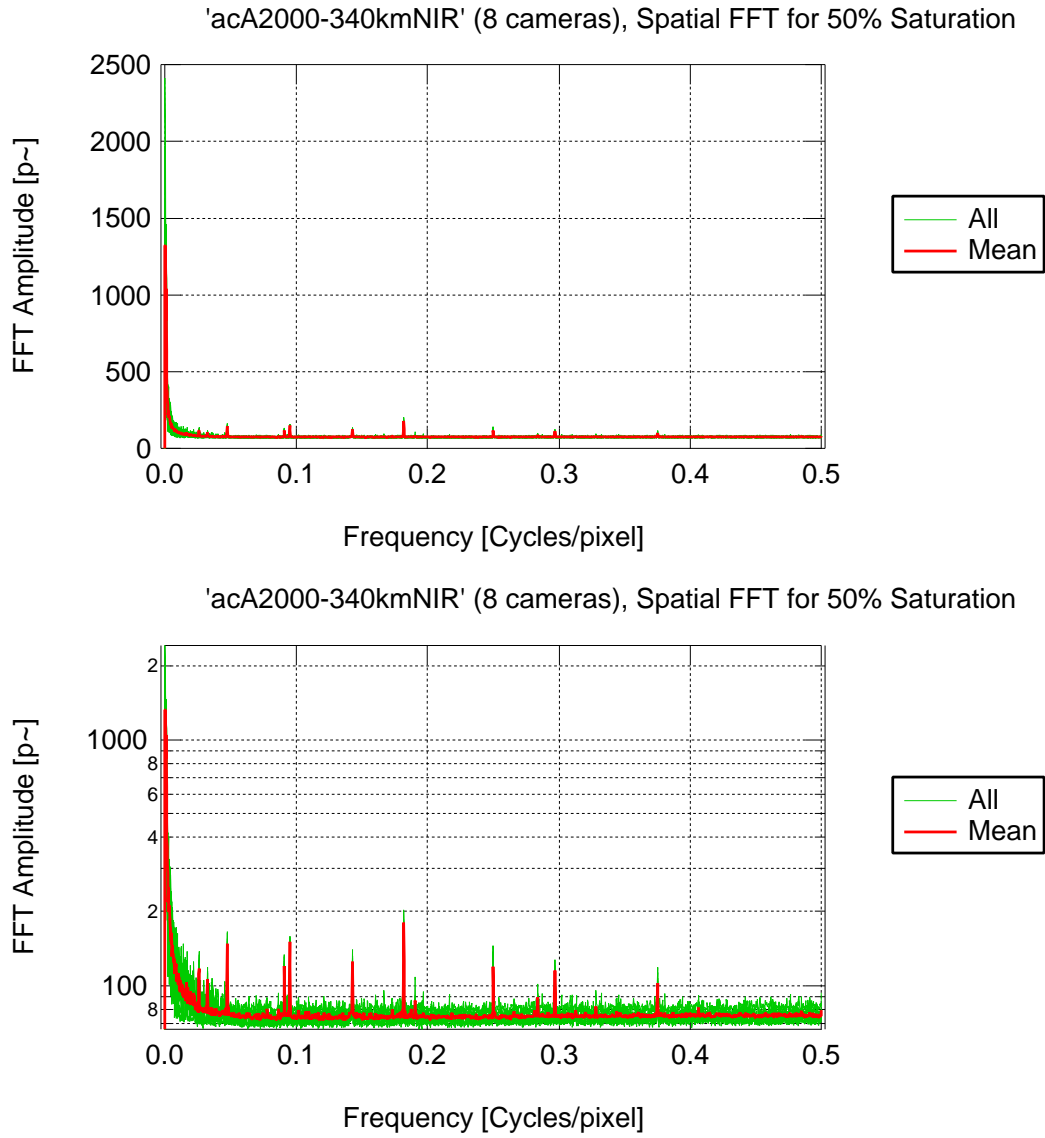 'acA2000-340kmNIR' (8 cameras), Spatial FFT for 50% Saturation
FFT Amplitude [p~]
2500
2000
1500
1000
500
0
0.0 0.1 0.2 0.3 0.4 0.5
Frequency [Cycles/pixel]
All
Mean
'acA2000-340kmNIR' (8 cameras), Spatial FFT for 50% Saturation
FFT Amplitude [p~]
2
1000
8
6
4
2
100
8
0.0 0.1 0.2 0.3 0.4 0.5
Frequency [Cycles/pixel]
All
Mean